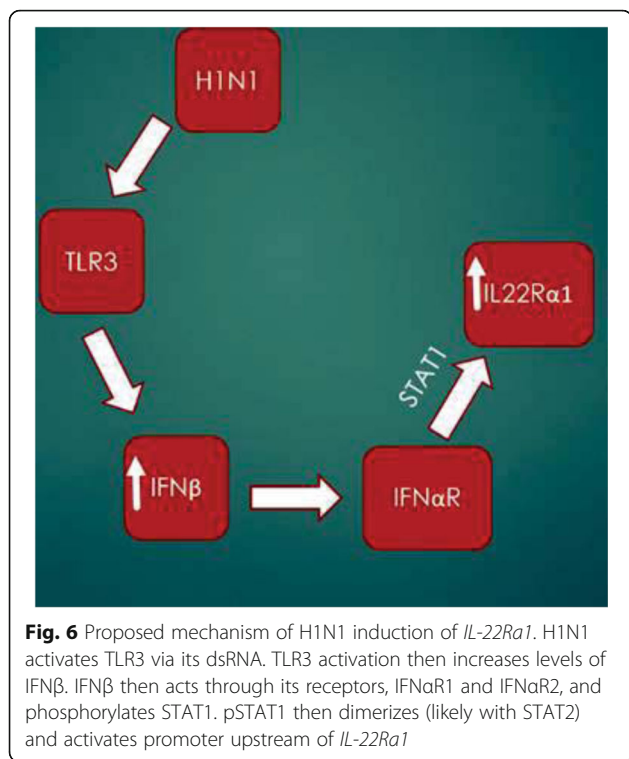 H1N1
TLR3
IL22Rα1
STAT1
IFNβ
IFNαR
Fig. 6 Proposed mechanism of H1N1 induction of IL-22Ra1. H1N1
activates TLR3 via its dsRNA. TLR3 activation then increases levels of
IFNβ. IFNβ then acts through its receptors, IFNαR1 and IFNαR2, and
phosphorylates STAT1. pSTAT1 then dimerizes (likely with STAT2)
and activates promoter upstream of IL-22Ra1